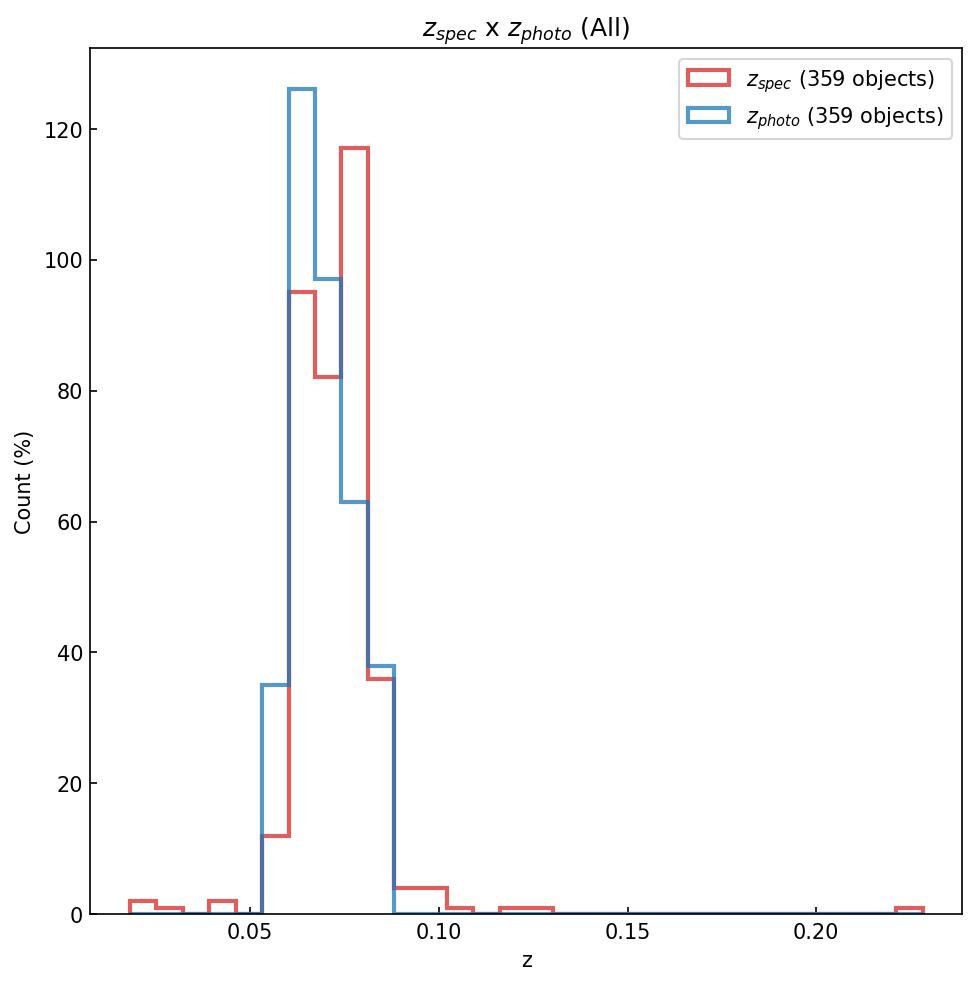 z_spec x z_photo (All)
z_spec (359 objects)
z_photo (359 objects)
Count (%)
120
100
80
60
40
20
0
0.05 0.10 0.15 0.20
z